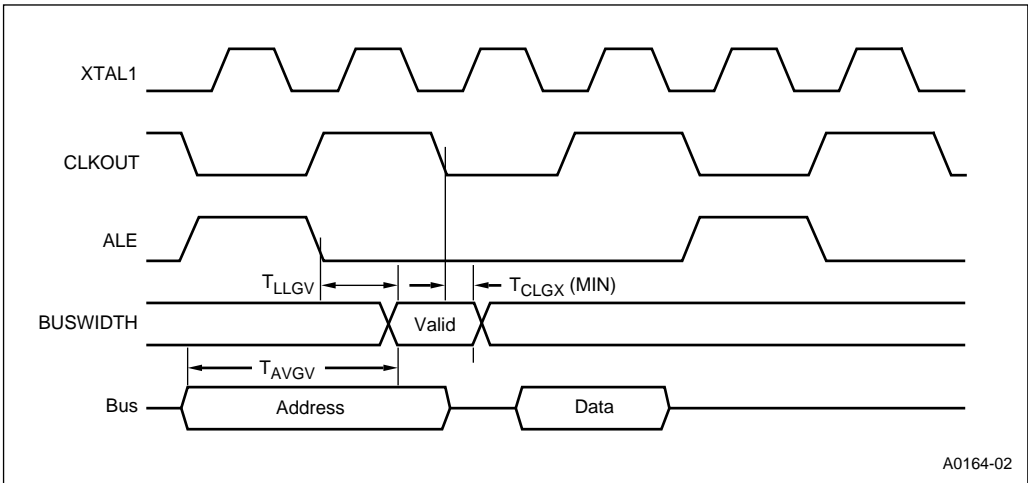 XTAL1
CLKOUT
ALE
TLLGV
TCLGX (MIN)
BUSWIDTH
Valid
TAVGV
Bus
Address
Data
A0164-02